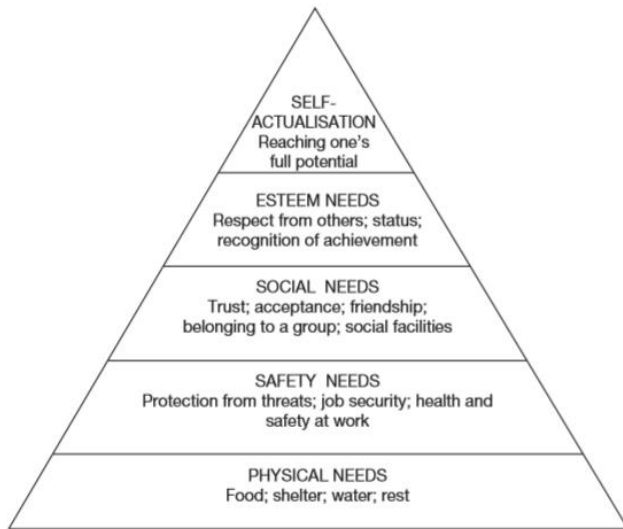 SELF-
ACTUALISATION
Reaching one's
full potential
ESTEEM NEEDS
Respect from others; status;
recognition of achievement
SOCIAL NEEDS
Trust; acceptance; friendship;
belonging to a group; social facilities
SAFETY NEEDS
Protection from threats; job security; health and
safety at work
PHYSICAL NEEDS
Food; shelter; water; rest